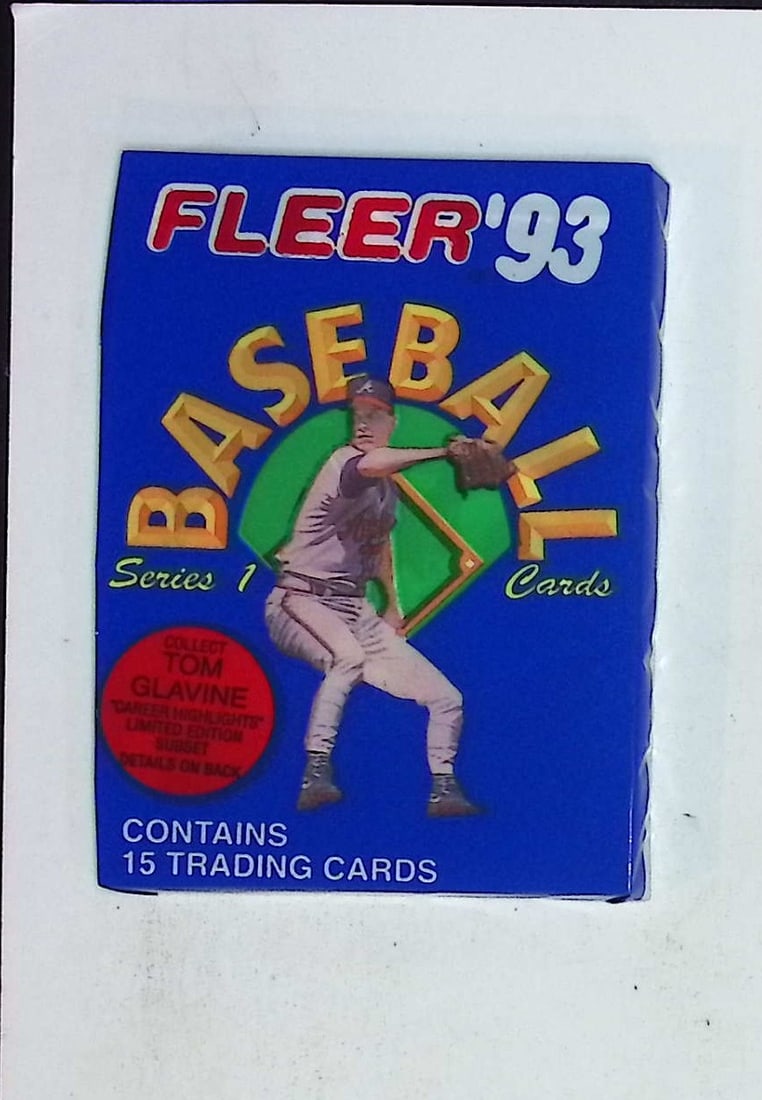 FLEER '93
BASEBALL
Series 1 Cards
COLLECT
TOM
GLAVINE
"CAREER HIGHLIGHTS"
LIMITED EDITION
SUBSET
DETAILS ON BACK
CONTAINS
15 TRADING CARDS